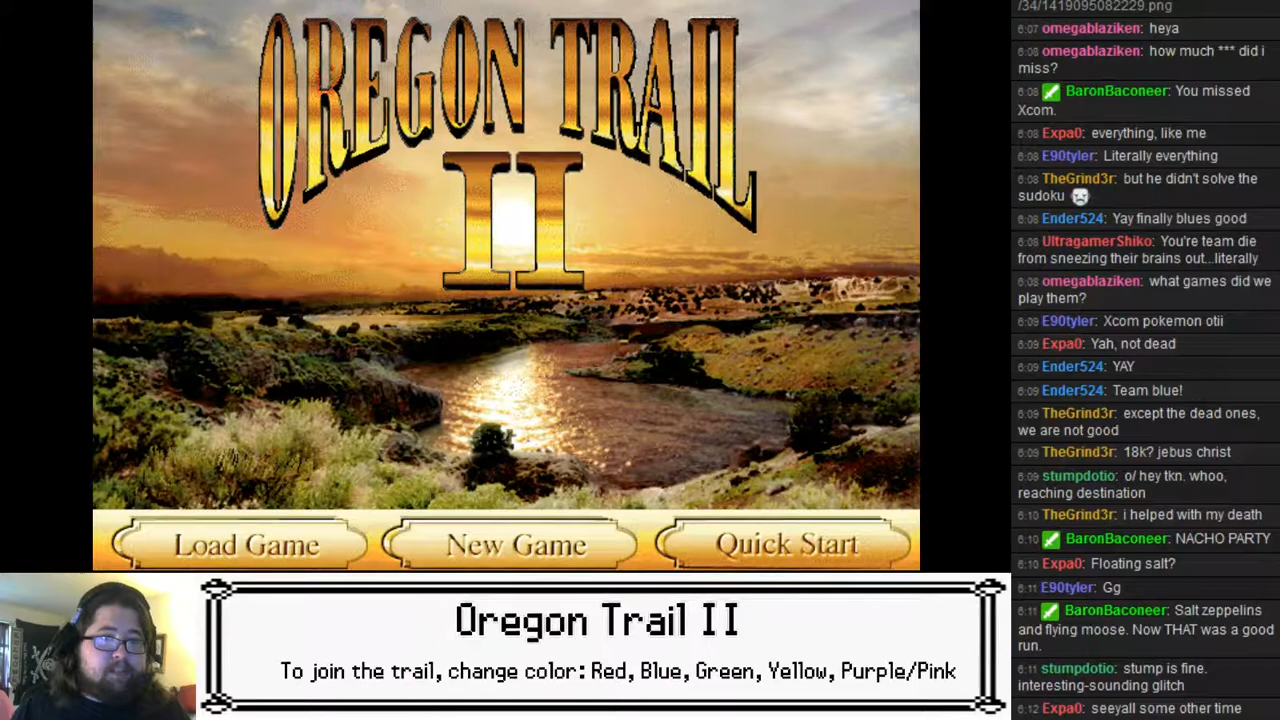 OREGON TRAIL
II
Load Game
New Game
Quick Start
Oregon Trail II
To join the trail, change color: Red, Blue, Green, Yellow, Purple/Pink
/34/1419095082229.png
6:07 omegablaziken: heya
6:08 omegablaziken: how much *** did i
miss?
6:08 BaronBaconeer: You missed
Xcom.
6:08 Expa0: everything, like me
6:08 E90tyler: Literally everything
6:08 TheGrind3r: but he didn't solve the
sudoku
6:08 Ender524: Yay finally blues good
6:08 UltragamerShiko: You're team die
from sneezing their brains out...literally
6:08 omegablaziken: what games did we
play them?
6:09 E90tyler: Xcom pokemon otii
6:09 Expa0: Yah, not dead
6:09 Ender524: YAY
6:09 Ender524: Team blue!
6:09 TheGrind3r: except the dead ones,
we are not good
6:09 TheGrind3r: 18k? jebus christ
6:09 stumpdotio: o/ hey tkn. whoo,
reaching destination
6:10 TheGrind3r: i helped with my death
6:10 BaronBaconeer: NACHO PARTY
6:10 Expa0: Floating salt?
6:11 E90tyler: Gg
6:11 BaronBaconeer: Salt zeppelins
and flying moose. Now THAT was a good
run.
6:11 stumpdotio: stump is fine.
interesting-sounding glitch
6:12 Expa0: seeyall some other time